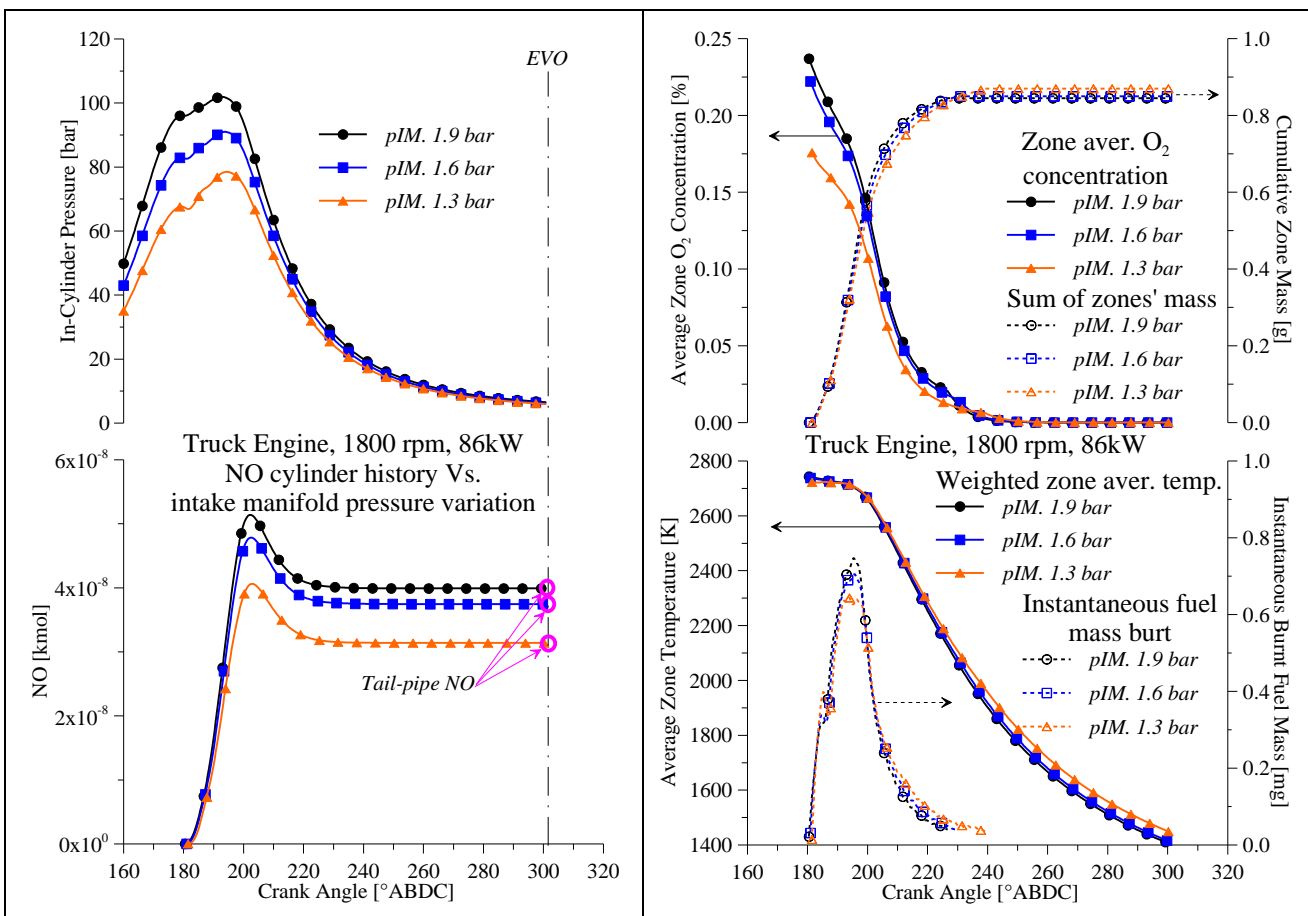 120
100
80
60
40
20
0
In-Cylinder Pressure [bar]
EVO
pIM. 1.9 bar
pIM. 1.6 bar
pIM. 1.3 bar
Truck Engine, 1800 rpm, 86kW
NO cylinder history Vs.
intake manifold pressure variation
6x10⁻⁸
4x10⁻⁸
2x10⁻⁸
0x10⁰
NO [kmol]
Tail-pipe NO
160 180 200 220 240 260 280 300 320
Crank Angle [°ABDC]
0.25
0.20
0.15
0.10
0.05
0.00
Average Zone O₂ Concentration [%]
1.0
0.8
0.6
0.4
0.2
0.0
Cumulative Zone Mass [g]
Zone aver. O₂
concentration
pIM. 1.9 bar
pIM. 1.6 bar
pIM. 1.3 bar
Sum of zones' mass
pIM. 1.9 bar
pIM. 1.6 bar
pIM. 1.3 bar
Truck Engine, 1800 rpm, 86kW
2800
2600
2400
2200
2000
1800
1600
1400
Average Zone Temperature [K]
1.0
0.8
0.6
0.4
0.2
0.0
Instantaneous Burnt Fuel Mass [mg]
Weighted zone aver. temp.
pIM. 1.9 bar
pIM. 1.6 bar
pIM. 1.3 bar
Instantaneous fuel
mass burt
pIM. 1.9 bar
pIM. 1.6 bar
pIM. 1.3 bar
160 180 200 220 240 260 280 300 320
Crank Angle [°ABDC]